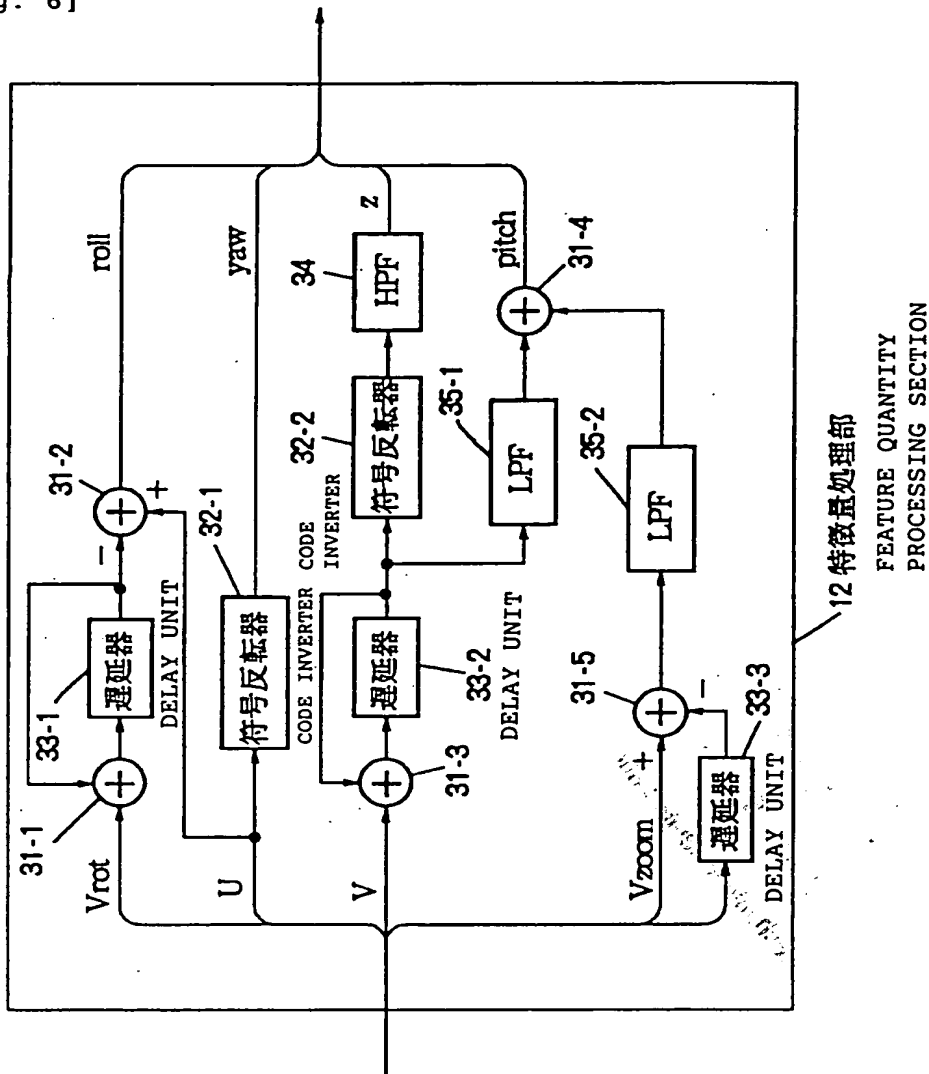 g. 6]
roll
yaw
z
pitch
31-2
34
HPF
31-4
32-2
符号反転器
CODE
INVERTER
35-1
LPF
35-2
LPF
33-1
遅延器
DELAY UNIT
32-1
符号反転器
CODE INVERTER
遅延器
33-2
DELAY UNIT
31-1
31-3
31-5
33-3
遅延器
DELAY UNIT
Vrot
U
V
Vzoom
+
−
+
−
12 特徴量処理部
FEATURE QUANTITY
PROCESSING SECTION